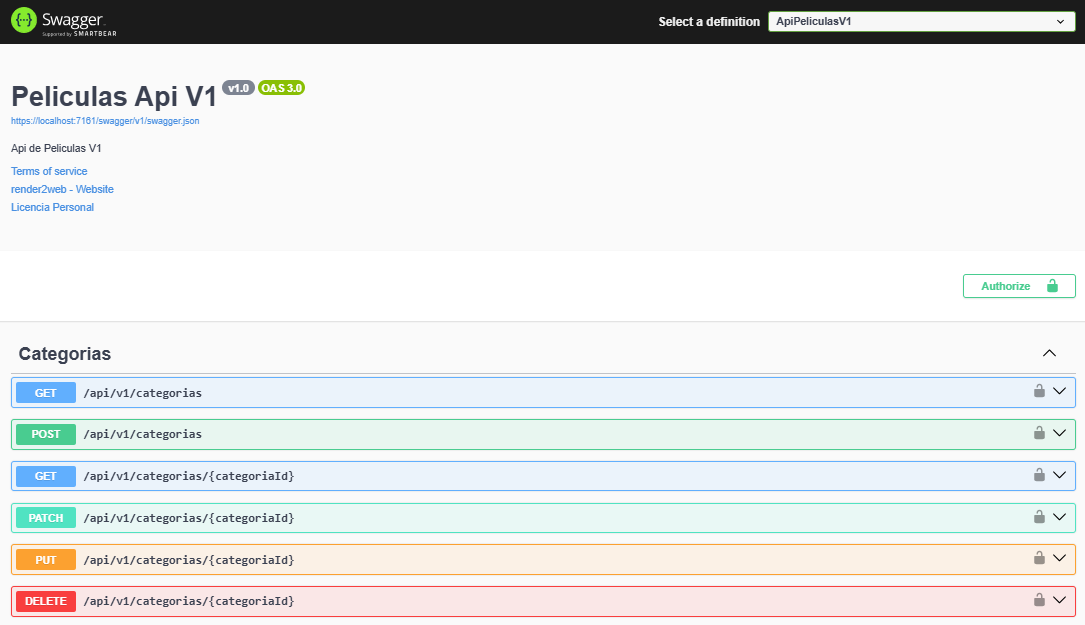 Swagger
Supported by SMARTBEAR
Select a definition
ApiPeliculasV1
Peliculas Api V1 v1.0 OAS 3.0
https://localhost:7161/swagger/v1/swagger.json
Api de Peliculas V1
Terms of service
render2web - Website
Licencia Personal
Authorize
Categorias
GET /api/v1/categorias
POST /api/v1/categorias
GET /api/v1/categorias/{categoriaId}
PATCH /api/v1/categorias/{categoriaId}
PUT /api/v1/categorias/{categoriaId}
DELETE /api/v1/categorias/{categoriaId}